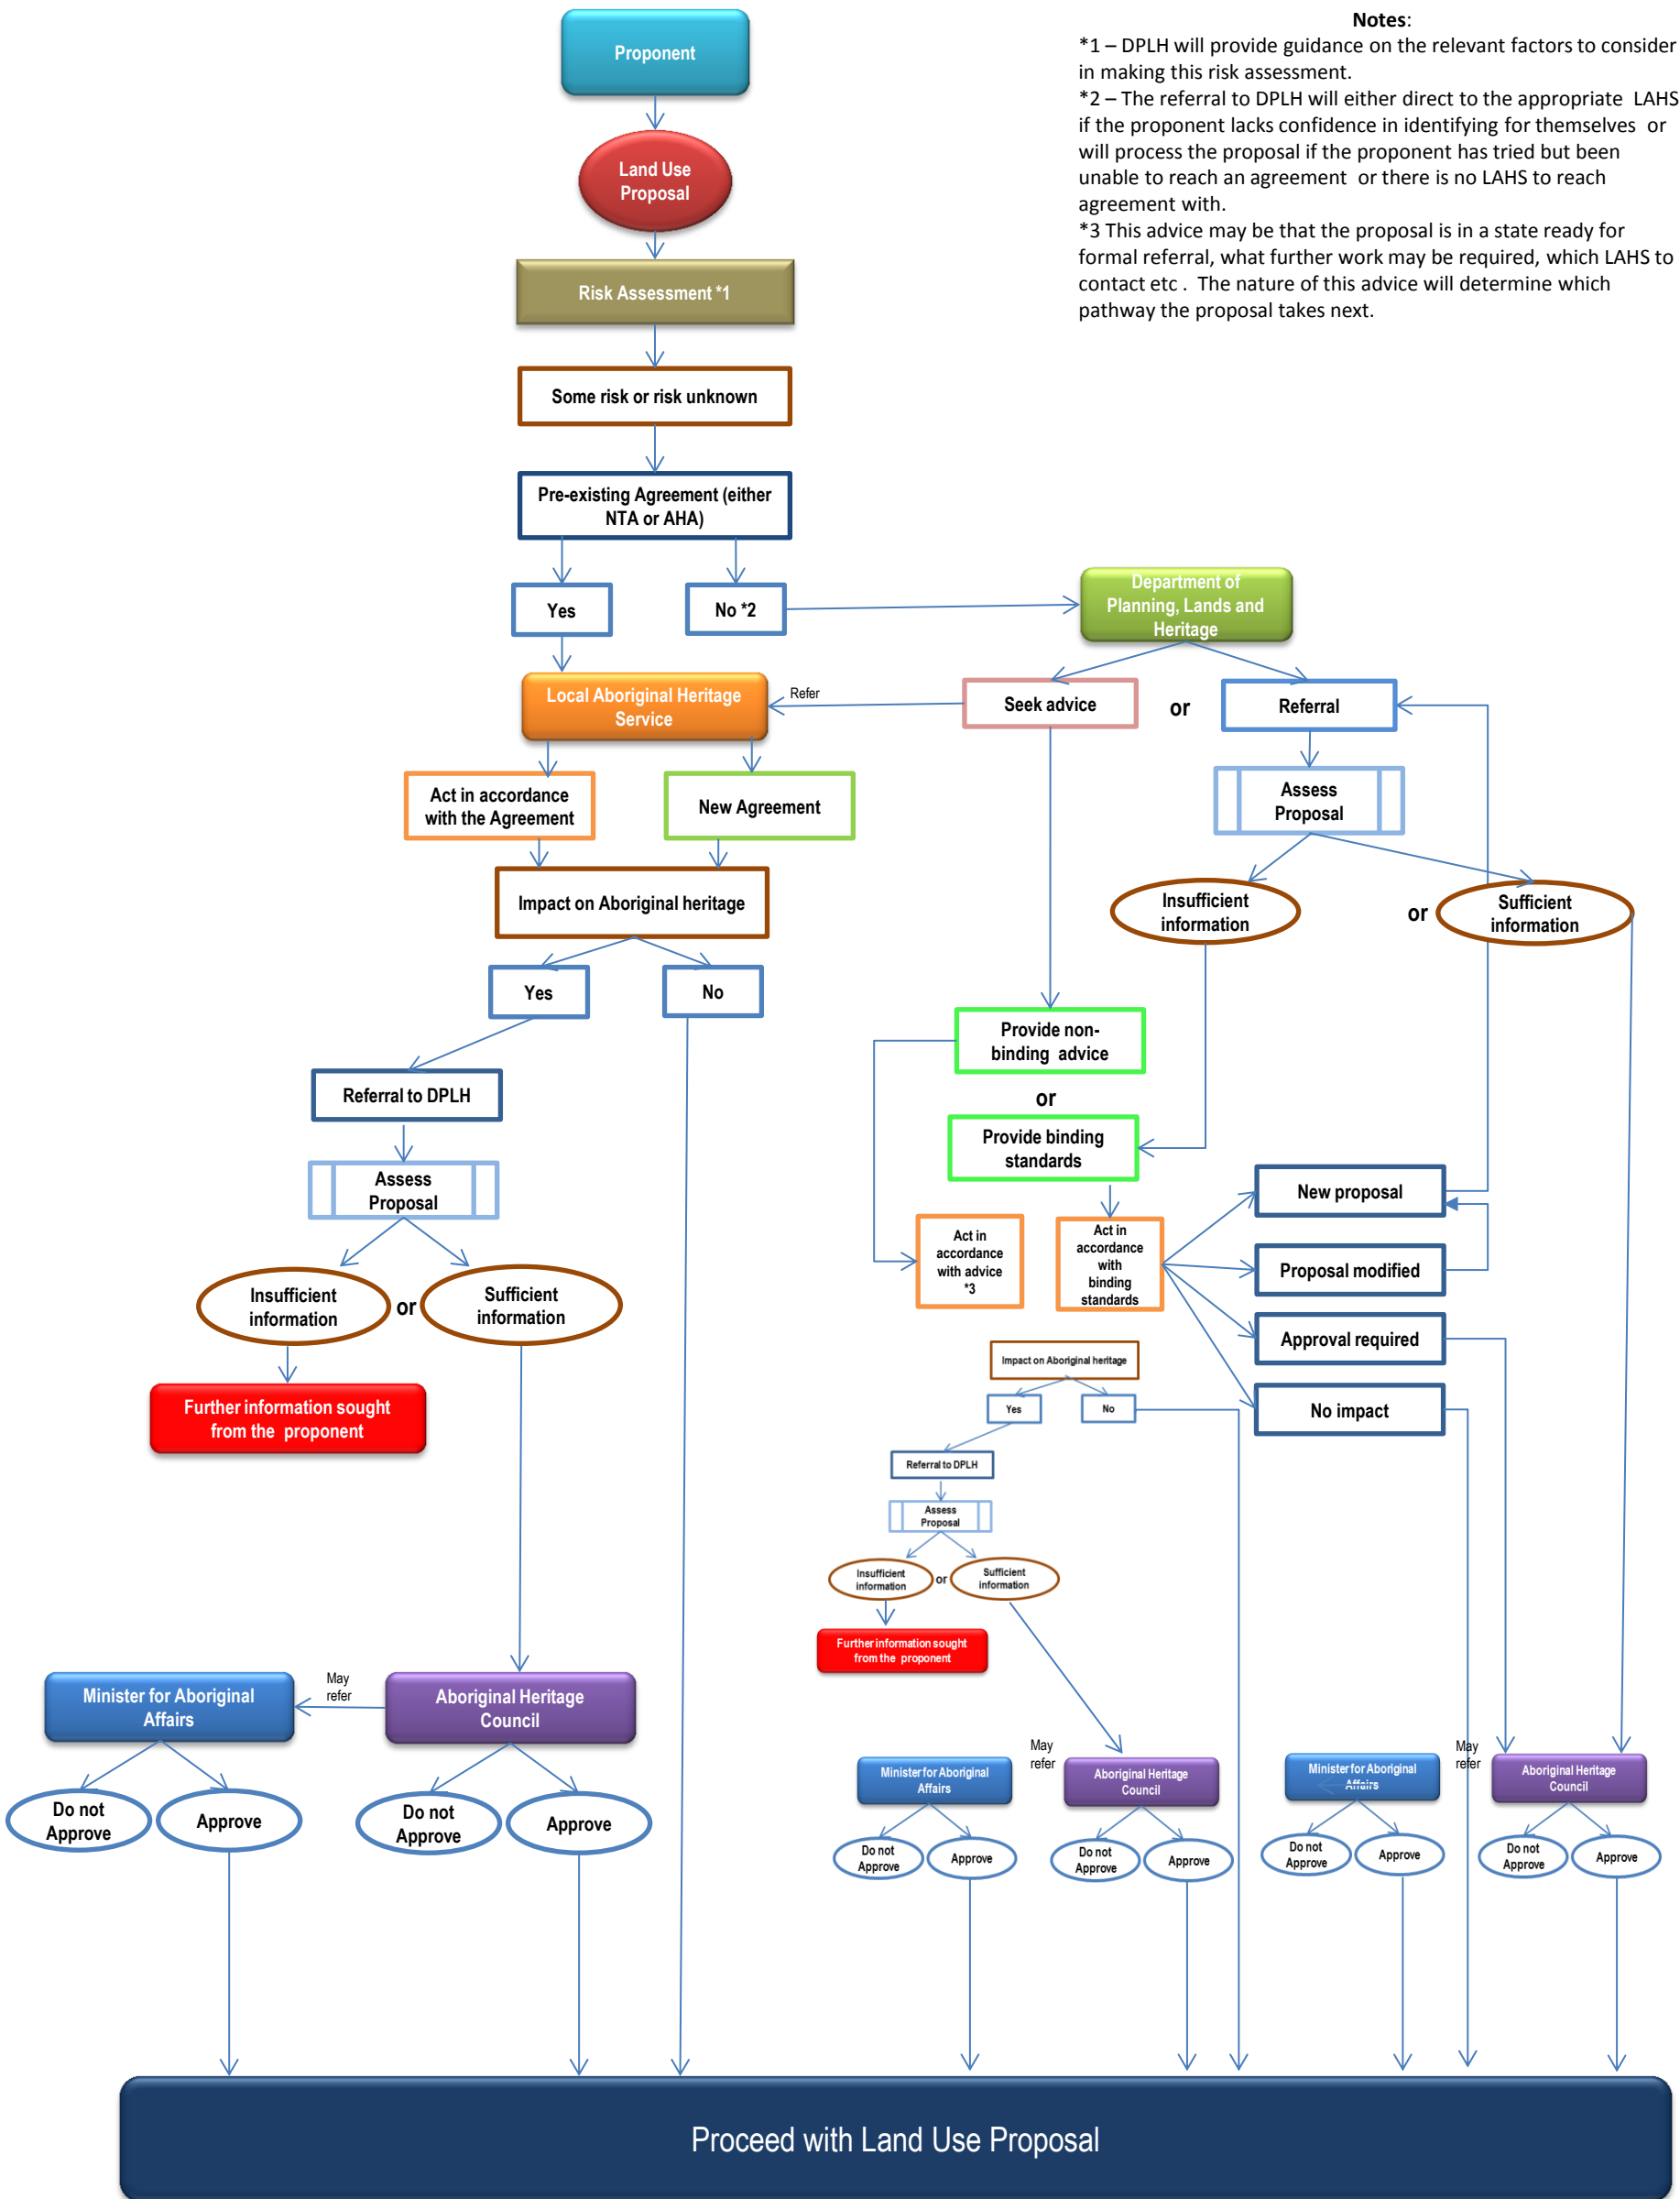 Proponent
Notes:
*1 – DPLH will provide guidance on the relevant factors to consider
in making this risk assessment.
*2 – The referral to DPLH will either direct to the appropriate LAHS
if the proponent lacks confidence in identifying for themselves or
will process the proposal if the proponent has tried but been
unable to reach an agreement or there is no LAHS to reach
agreement with.
*3 This advice may be that the proposal is in a state ready for
formal referral, what further work may be required, which LAHS to
contact etc . The nature of this advice will determine which
pathway the proposal takes next.
Land Use
Proposal
Risk Assessment *1
Some risk or risk unknown
Pre-existing Agreement (either
NTA or AHA)
Yes
No *2
Department of
Planning, Lands and
Heritage
Local Aboriginal Heritage
Service
Refer
Seek advice
or
Referral
Act in accordance
with the Agreement
New Agreement
Assess
Proposal
Impact on Aboriginal heritage
Insufficient
information
or
Sufficient
information
Yes
No
Provide non-
binding advice
or
Provide binding
standards
Referral to DPLH
Assess
Proposal
New proposal
Act in
accordance
with advice
*3
Act in
accordance
with
binding
standards
Proposal modified
Approval required
No impact
Insufficient
information
or
Sufficient
information
Further information sought
from the proponent
Impact on Aboriginal heritage
Yes
No
Referral to DPLH
Assess
Proposal
Insufficient
information
or
Sufficient
information
Further information sought
from the proponent
Minister for Aboriginal
Affairs
May
refer
Aboriginal Heritage
Council
Do not
Approve
Approve
Do not
Approve
Approve
Minister for Aboriginal
Affairs
May
refer
Aboriginal Heritage
Council
Do not
Approve
Approve
Do not
Approve
Approve
Minister for Aboriginal
Affairs
May
refer
Aboriginal Heritage
Council
Do not
Approve
Approve
Do not
Approve
Approve
Proceed with Land Use Proposal